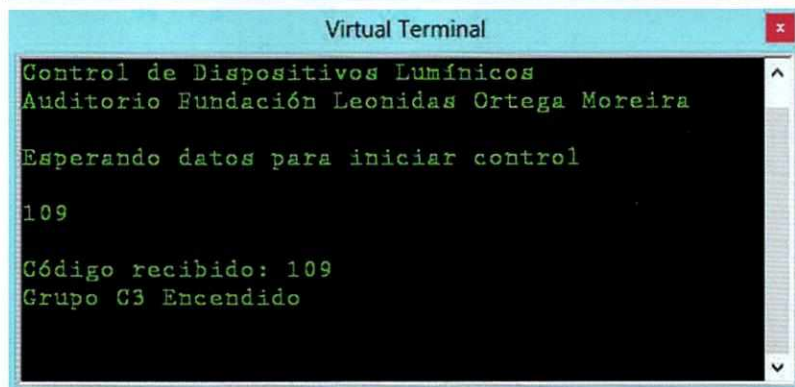 Virtual Terminal
Control de Dispositivos Lumínicos
Auditorio Fundación Leonidas Ortega Moreira
Esperando datos para iniciar control
109
Código recibido: 109
Grupo C3 Encendido